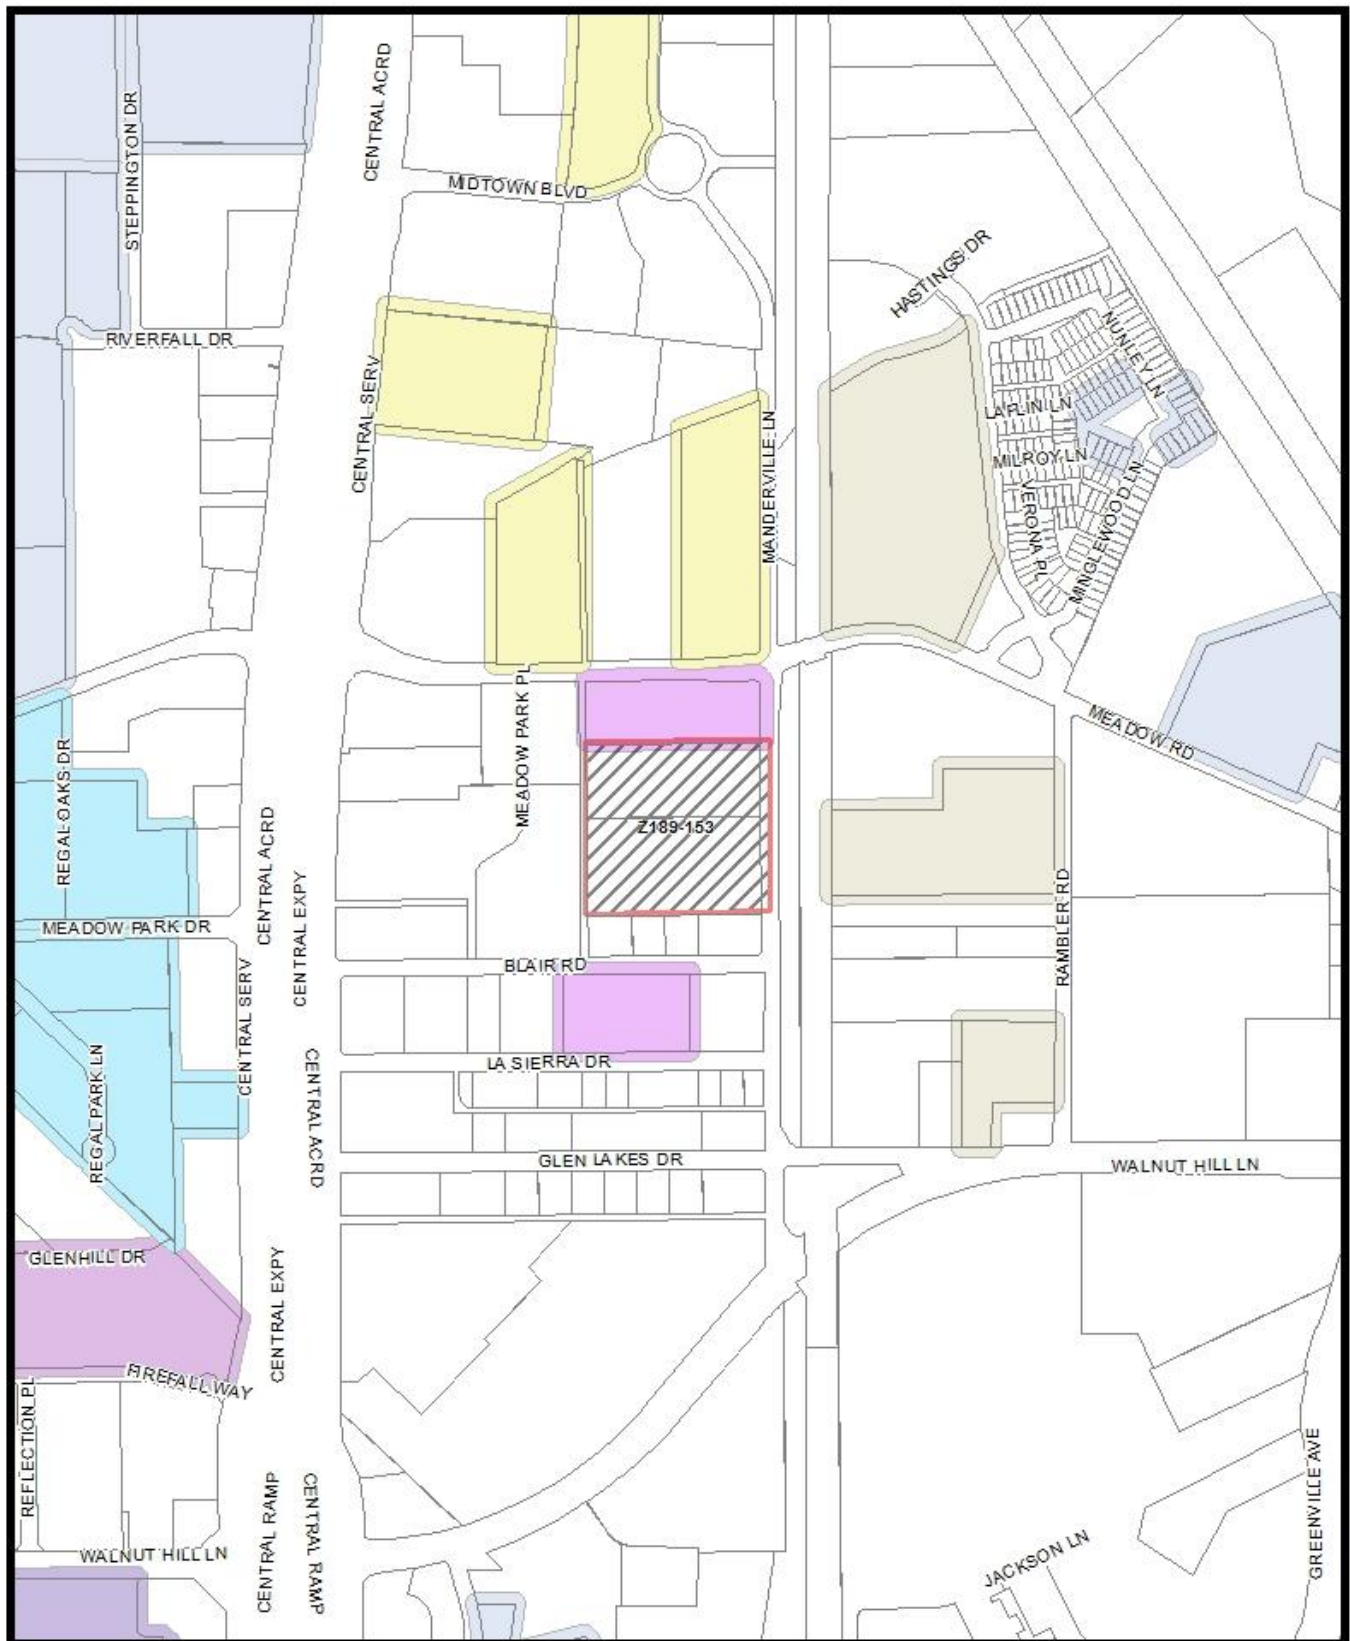 CENTRAL ACRD
STEPPINGTON DR
MIDTOWN BLVD
HASTINGS DR
RIVERFALL DR
NUNLEY LN
CENTRAL SERV
LAFLIN LN
MANDERVILLE LN
MILROY LN
VERONA PL
MINGLEWOOD LN
MEADOW PARK PL
MEADOW RD
REGAL OAKS DR
Z189-153
CENTRAL ACRD
CENTRAL EXPY
RAMBLER RD
MEADOW PARK DR
BLAIR RD
CENTRAL SERV
LA SIERRA DR
REGAL PARK LN
CENTRAL ACRD
GLEN LAKES DR
WALNUT HILL LN
GLENHILL DR
CENTRAL EXPY
FIREFALL WAY
REFLECTION PL
GREENVILLE AVE
CENTRAL RAMP
CENTRAL RAMP
WALNUT HILL LN
JACKSON LN